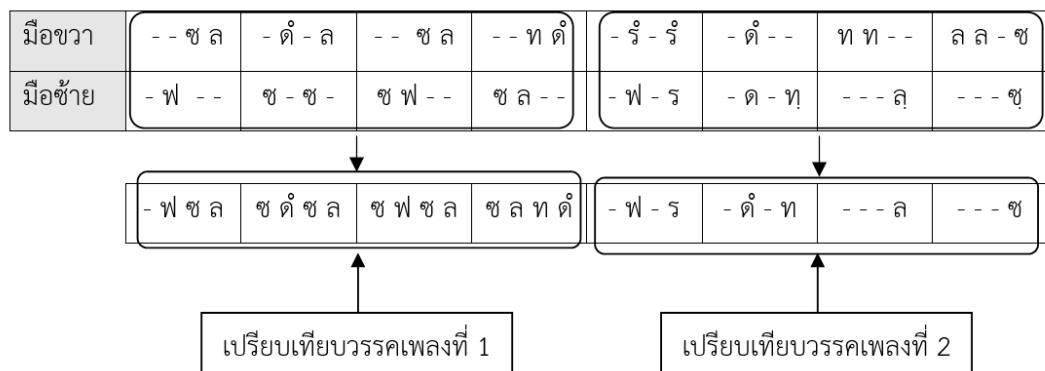 มือขวา - - ซ ล - ดํ - ล - - ซ ล - - ท ดํ - รํ - รํ - ดํ - - ท ท - - ล ล - ซ
มือซ้าย - ฟ - - ซ - ซ - ซ ฟ - - ซ ล - - - ฟ - ร - ด - ทฺ - - - ลฺ - - - ซฺ
- ฟ ซ ล ซ ดํ ซ ล ซ ฟ ซ ล ซ ล ท ดํ - ฟ - ร - ดํ - ท - - - ล - - - ซ
เปรียบเทียบวรรคเพลงที่ 1 เปรียบเทียบวรรคเพลงที่ 2